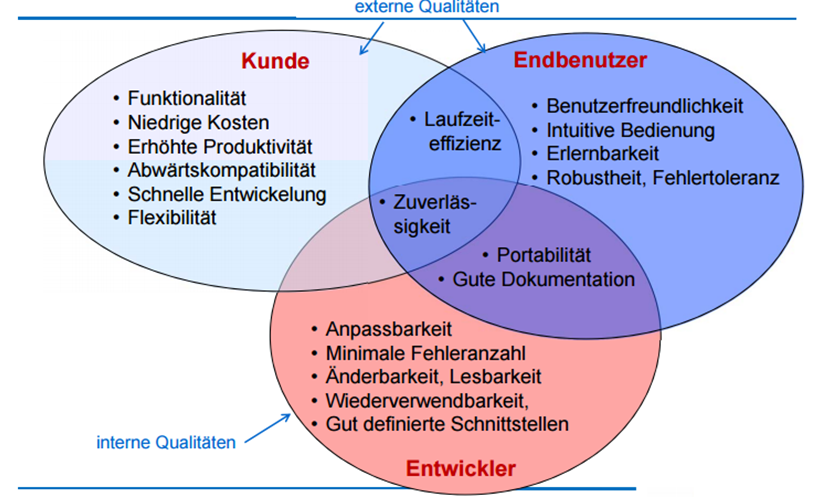 externe Qualitäten
Kunde
• Funktionalität
• Niedrige Kosten
• Erhöhte Produktivität
• Abwärtskompatibilität
• Schnelle Entwickelung
• Flexibilität
Endbenutzer
• Benutzerfreundlichkeit
• Intuitive Bedienung
• Erlernbarkeit
• Robustheit, Fehlertoleranz
• Laufzeit-
effizienz
• Zuverläs-
sigkeit
• Portabilität
• Gute Dokumentation
• Anpassbarkeit
• Minimale Fehleranzahl
• Änderbarkeit, Lesbarkeit
• Wiederverwendbarkeit,
• Gut definierte Schnittstellen
interne Qualitäten
Entwickler